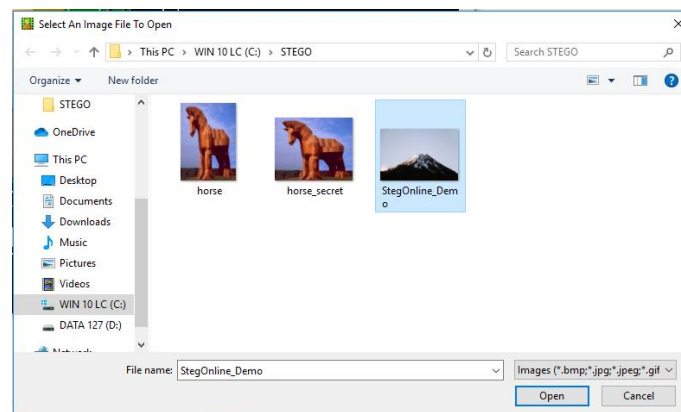 Select An Image File To Open
This PC > WIN 10 LC (C:) > STEGO
Search STEGO
Organize
New folder
STEGO
OneDrive
This PC
Desktop
Documents
Downloads
Music
Pictures
Videos
WIN 10 LC (C:)
DATA 127 (D:)
horse
horse_secret
StegOnline_Dem
o
File name: StegOnline_Demo
Images (*.bmp;*.jpg;*.jpeg;*.gif
Open
Cancel